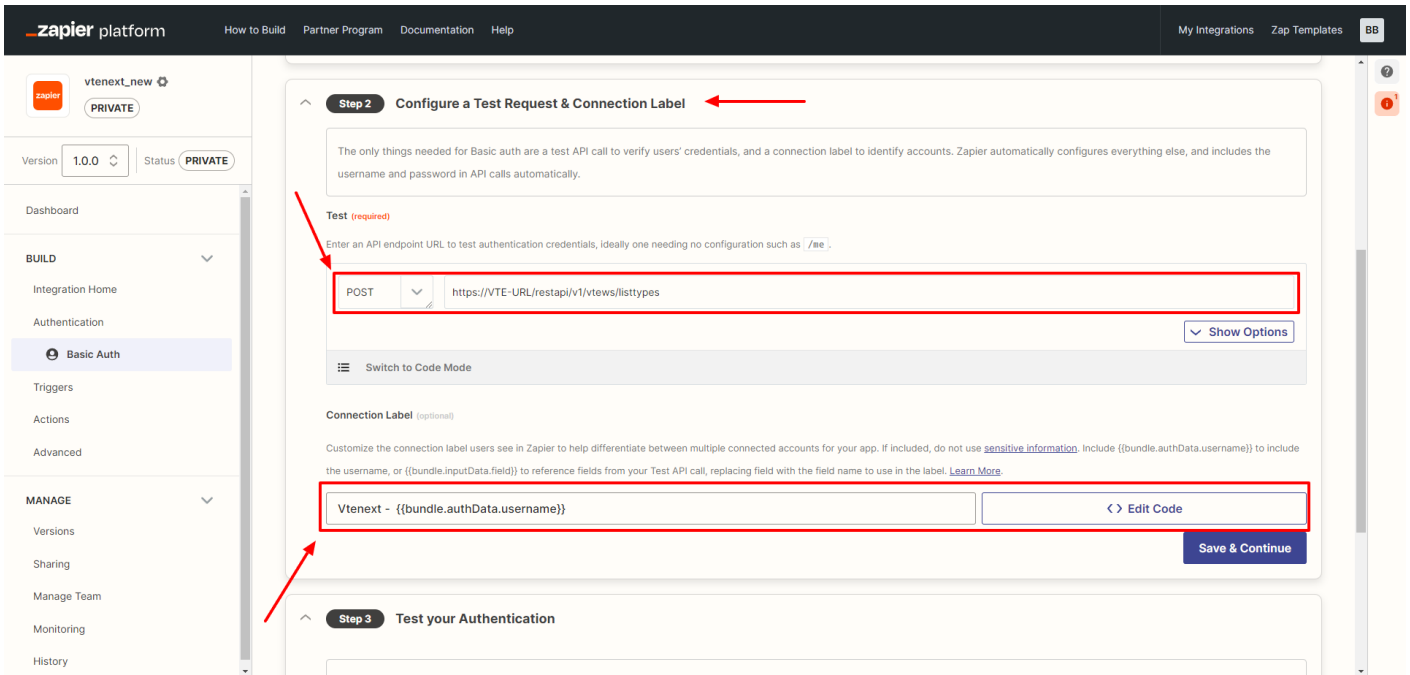 zapier platform
How to Build Partner Program Documentation Help
My Integrations Zap Templates BB
zapier
vtenext_new
PRIVATE
Version 1.0.0 Status PRIVATE
Dashboard
BUILD
Integration Home
Authentication
Basic Auth
Triggers
Actions
Advanced
MANAGE
Versions
Sharing
Manage Team
Monitoring
History
Step 2 Configure a Test Request & Connection Label
The only things needed for Basic auth are a test API call to verify users' credentials, and a connection label to identify accounts. Zapier automatically configures everything else, and includes the
username and password in API calls automatically.
Test (required)
Enter an API endpoint URL to test authentication credentials, ideally one needing no configuration such as /me .
POST https://VTE-URL/restapi/v1/vtews/listtypes
Show Options
Switch to Code Mode
Connection Label (optional)
Customize the connection label users see in Zapier to help differentiate between multiple connected accounts for your app. If included, do not use sensitive information. Include {{bundle.authData.username}} to include
the username, or {{bundle.inputData.field}} to reference fields from your Test API call, replacing field with the field name to use in the label. Learn More.
Vtenext - {{bundle.authData.username}} <> Edit Code
Save & Continue
Step 3 Test your Authentication
? 1